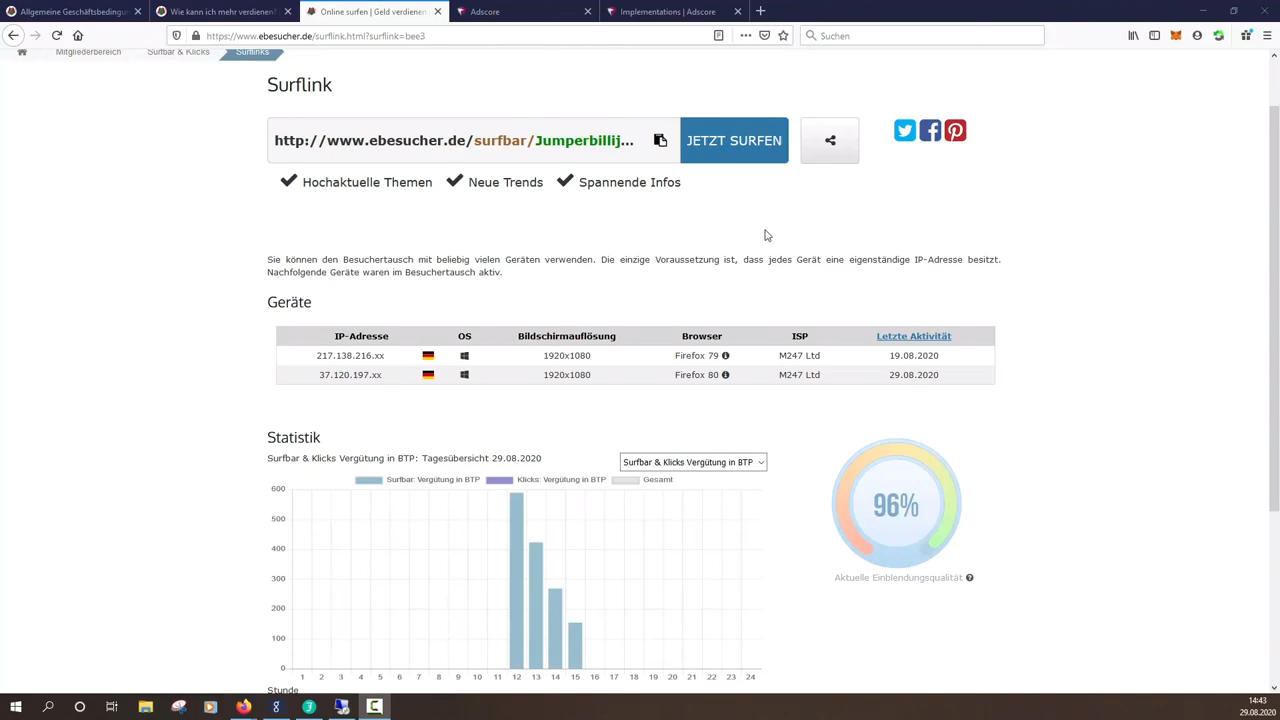 Allgemeine Geschäftsbedingun
Wie kann ich mehr verdienen?
Online surfen | Geld verdienen
Adscore
Implementations | Adscore
https://www.ebesucher.de/surflink.html?surflink=bee3
Suchen
Mitgliederbereich
Surfbar & Klicks
Surflinks
Surflink
http://www.ebesucher.de/surfbar/Jumperbillij...
JETZT SURFEN
Hochaktuelle Themen
Neue Trends
Spannende Infos
Sie können den Besuchertausch mit beliebig vielen Geräten verwenden. Die einzige Voraussetzung ist, dass jedes Gerät eine eigenständige IP-Adresse besitzt.
Nachfolgende Geräte waren im Besuchertausch aktiv.
Geräte
IP-Adresse OS Bildschirmauflösung Browser ISP Letzte Aktivität
217.138.216.xx 1920x1080 Firefox 79 M247 Ltd 19.08.2020
37.120.197.xx 1920x1080 Firefox 80 M247 Ltd 29.08.2020
Statistik
Surfbar & Klicks Vergütung in BTP: Tagesübersicht 29.08.2020
Surfbar & Klicks Vergütung in BTP
Surfbar: Vergütung in BTP
Klicks: Vergütung in BTP
Gesamt
600
500
400
300
200
100
0
1 2 3 4 5 6 7 8 9 10 11 12 13 14 15 16 17 18 19 20 21 22 23 24
Stunde
96%
Aktuelle Einblendungsqualität
14:43
29.08.2020